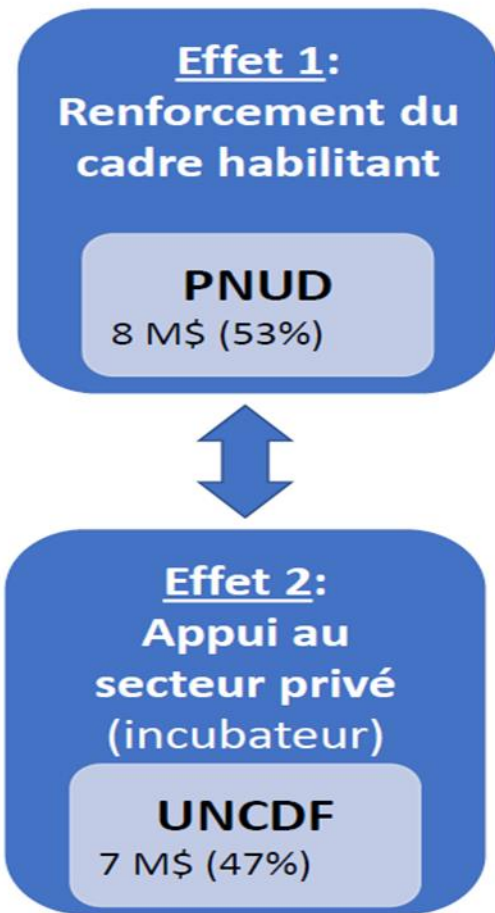 Effet 1:
Renforcement du
cadre habilitant
PNUD
8 M$ (53%)
Effet 2:
Appui au
secteur privé
(incubateur)
UNCDF
7 M$ (47%)